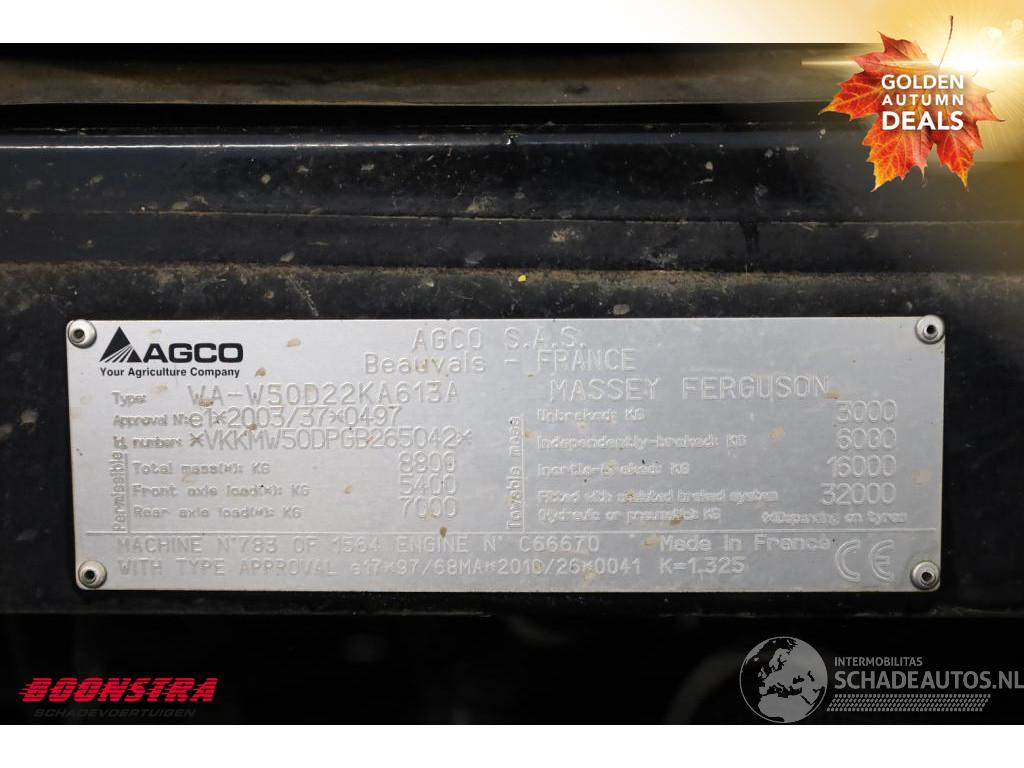 GOLDEN
AUTUMN
DEALS
AGCO
Your Agriculture Company
AGCO S.A.S.
Beauvais - FRANCE
MASSEY FERGUSON
Type: WA-W50D22KA613A
Approval N°: e1*2003/37*0497
Id. number: *VKKMW50DPGB265042*
Permissible
Total mass(*): KG 8800
Front axle load(*): KG 5400
Rear axle load(*): KG 7000
Towable mass
Unbraked: KG 3000
Independently-braked: KG 6000
Inertia-braked: KG 16000
Fitted with assisted braked system 32000
(hydraulic or pneumatic): KG (*)Depending on tyres
MACHINE N°783 OF 1564 ENGINE N° C66670 Made in France
WITH TYPE APPROVAL e17*97/68MA*2010/26*0041 K=1,325
CE
BOONSTRA
SCHADEVOERTUIGEN
INTERMOBILITAS
SCHADEAUTOS.NL